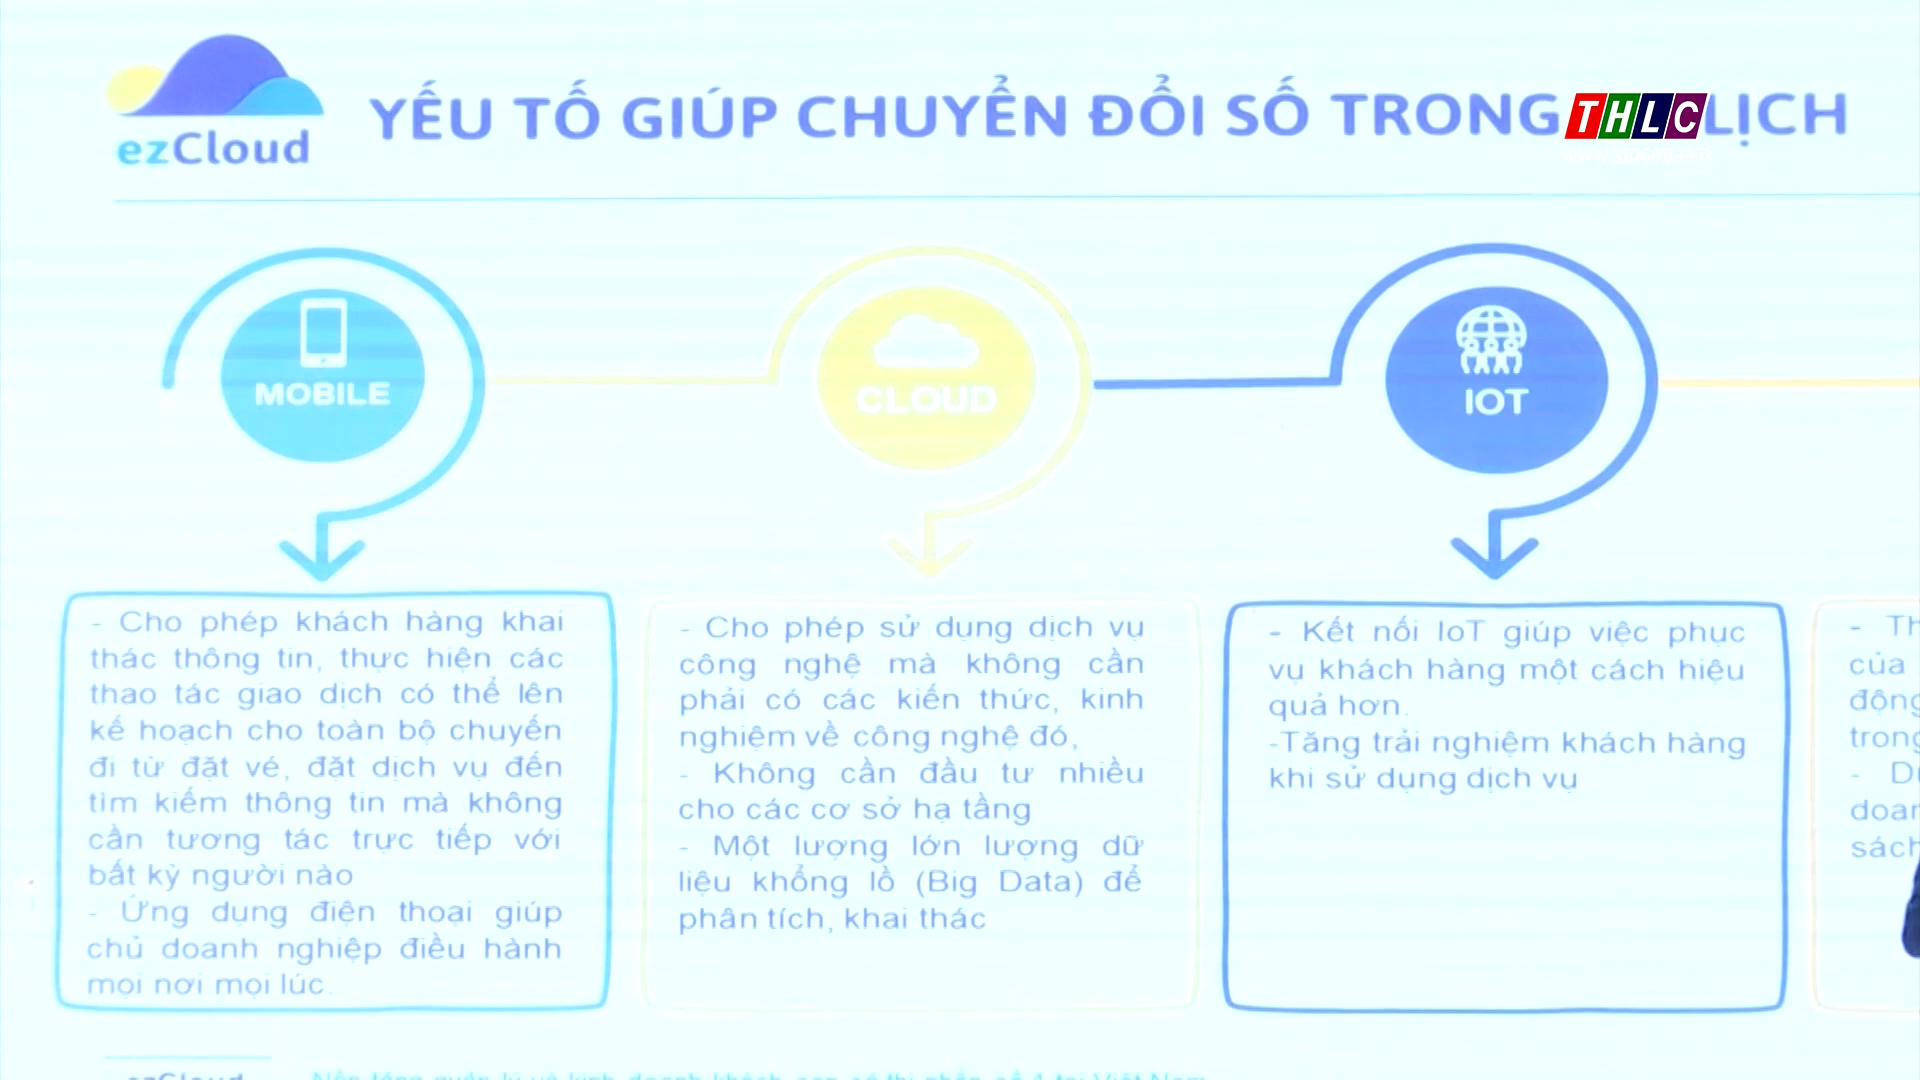 ezCloud
YẾU TỐ GIÚP CHUYỂN ĐỔI SỐ TRONG LỊCH
THLC
MOBILE
- Cho phép khách hàng khai
thác thông tin, thực hiện các
thao tác giao dịch có thể lên
kế hoạch cho toàn bộ chuyến
đi từ đặt vé, đặt dịch vụ đến
tìm kiếm thông tin mà không
cần tương tác trực tiếp với
bất kỳ người nào
- Ứng dụng điện thoại giúp
chủ doanh nghiệp điều hành
mọi nơi mọi lúc.
CLOUD
- Cho phép sử dụng dịch vụ
công nghệ mà không cần
phải có các kiến thức, kinh
nghiệm về công nghệ đó,
- Không cần đầu tư nhiều
cho các cơ sở hạ tầng
- Một lượng lớn lượng dữ
liệu khổng lồ (Big Data) để
phân tích, khai thác
IOT
- Kết nối IoT giúp việc phục
vụ khách hàng một cách hiệu
quả hơn.
-Tăng trải nghiệm khách hàng
khi sử dụng dịch vụ
của
động
trong
sách